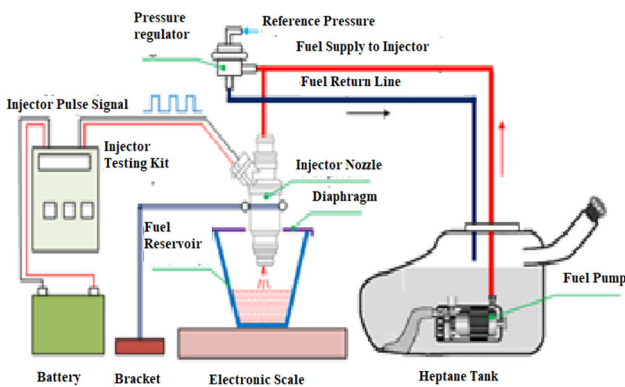 Reference Pressure
Pressure
regulator
Fuel Supply to Injector
Fuel Return Line
Injector Pulse Signal
Injector
Testing Kit
Injector Nozzle
Diaphragm
Fuel
Reservoir
Fuel Pump
Battery
Bracket
Electronic Scale
Heptane Tank